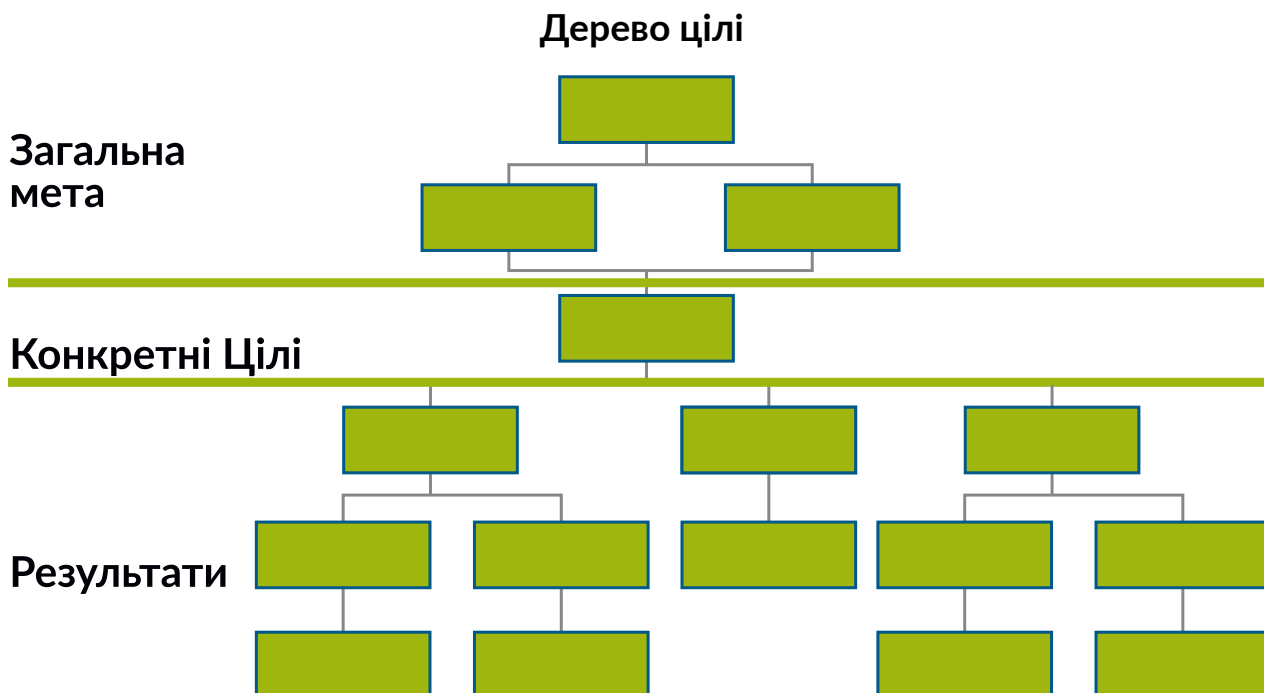 Дерево цілі
Загальна
мета
Конкретні Цілі
Результати